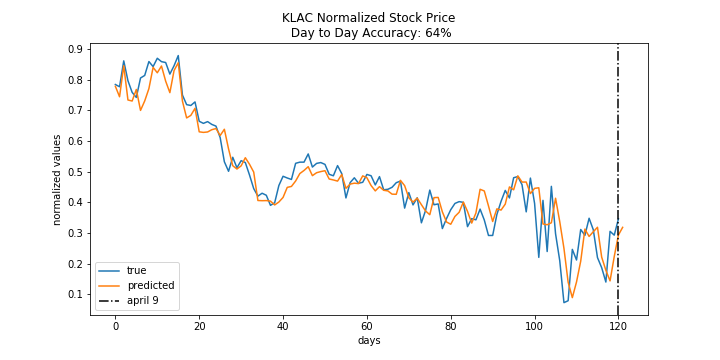 KLAC Normalized Stock Price
Day to Day Accuracy: 64%
normalized values
0.9
0.8
0.7
0.6
0.5
0.4
0.3
0.2
0.1
true
predicted
april 9
0 20 40 60 80 100 120
days